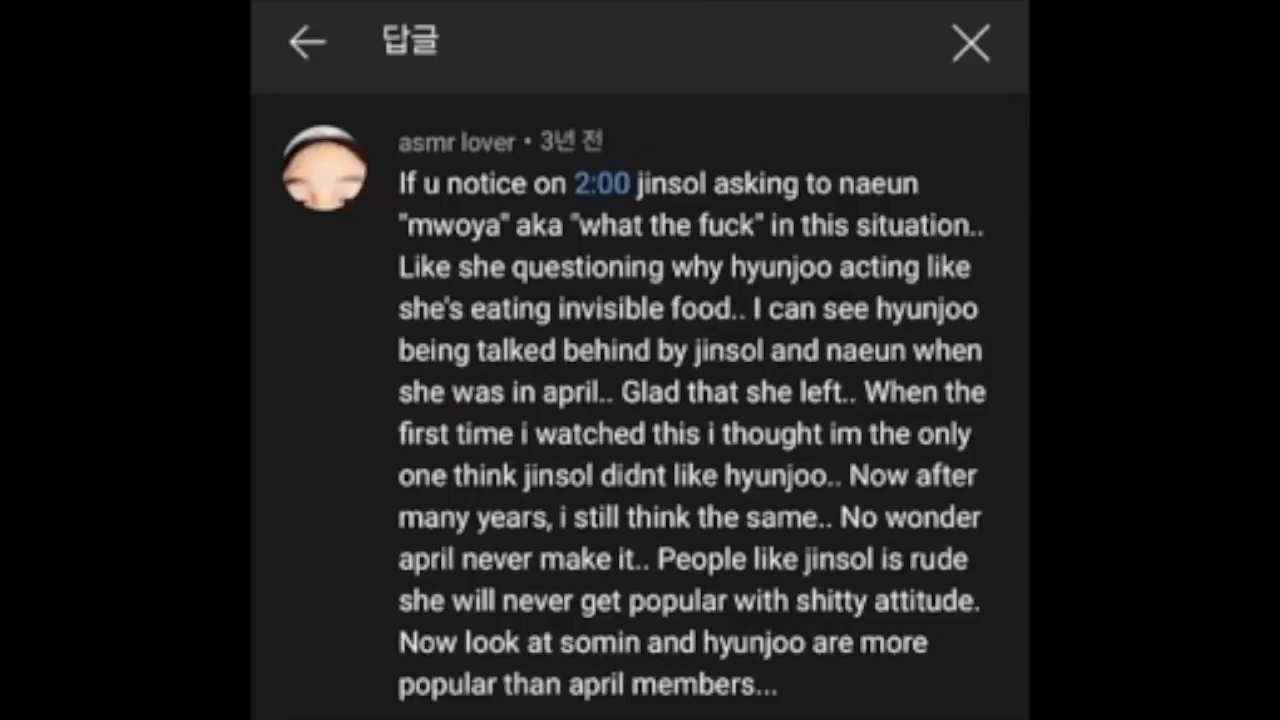 답글
asmr lover • 3년 전
If u notice on 2:00 jinsol asking to naeun
"mwoya" aka "what the fuck" in this situation..
Like she questioning why hyunjoo acting like
she's eating invisible food.. I can see hyunjoo
being talked behind by jinsol and naeun when
she was in april.. Glad that she left.. When the
first time i watched this i thought im the only
one think jinsol didnt like hyunjoo.. Now after
many years, i still think the same.. No wonder
april never make it.. People like jinsol is rude
she will never get popular with shitty attitude.
Now look at somin and hyunjoo are more
popular than april members...